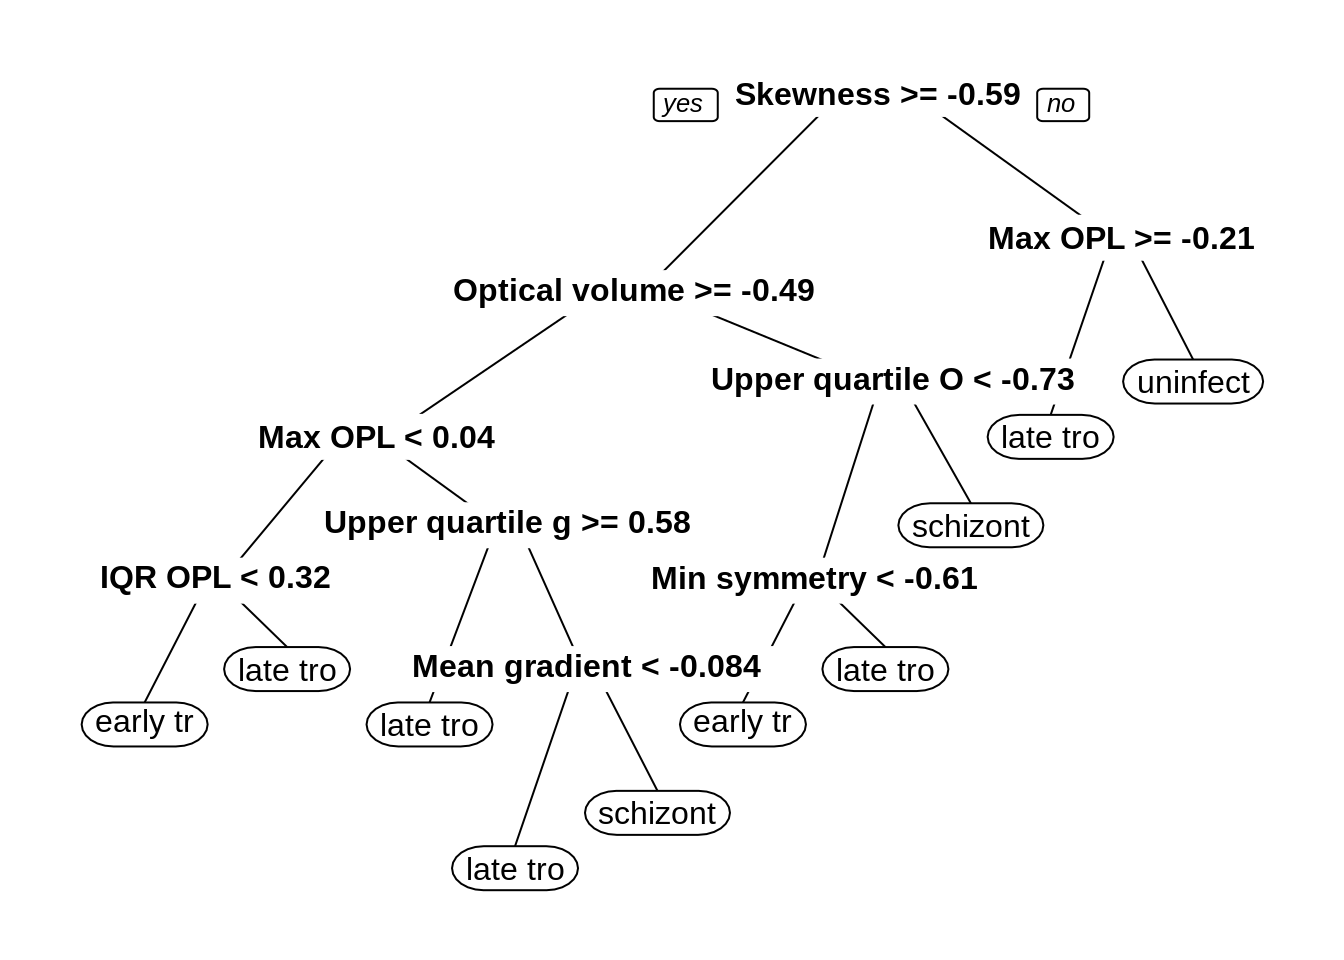 yes
Skewness >= -0.59
no
Max OPL >= -0.21
Optical volume >= -0.49
Upper quartile O < -0.73
uninfect
late tro
Max OPL < 0.04
Upper quartile g >= 0.58
schizont
IQR OPL < 0.32
Min symmetry < -0.61
late tro
Mean gradient < -0.084
late tro
early tr
late tro
early tr
schizont
late tro